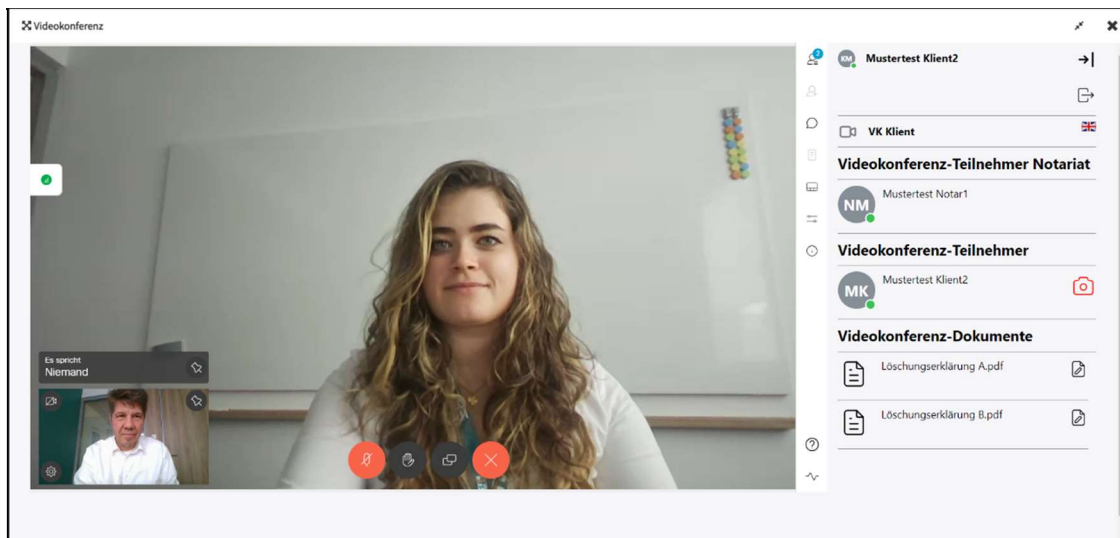 Videokonferenz
2
KM
Mustertest Klient2
VK Klient
Videokonferenz-Teilnehmer Notariat
NM
Mustertest Notar1
Videokonferenz-Teilnehmer
MK
Mustertest Klient2
Videokonferenz-Dokumente
Löschungserklärung A.pdf
Löschungserklärung B.pdf
Es spricht
Niemand